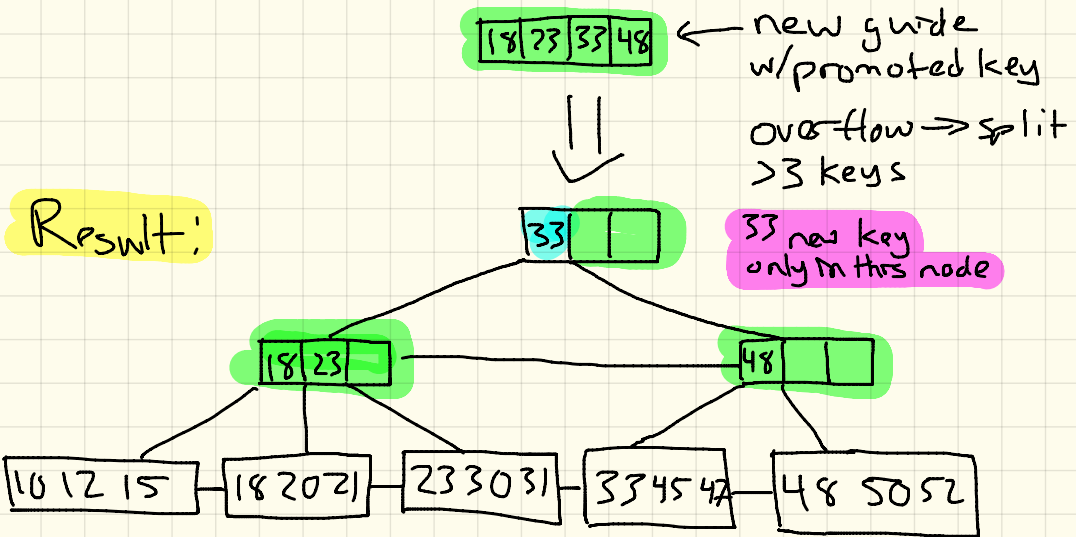 18 23 33 48 ← new guide
w/promoted key
overflow → split
>3 keys
Result:
33
33 new key
only in this node
18 23
48
10 12 15
18 20 21
23 30 31
33 45 47
48 50 52